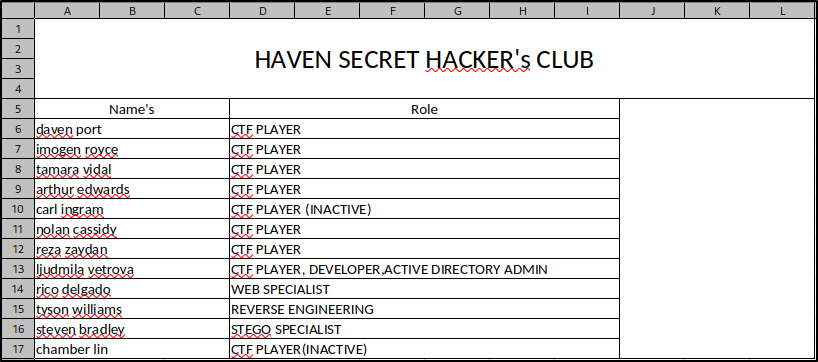 A B C D E F G H I J K L
1
2 HAVEN SECRET HACKER's CLUB
3
4
5 Name's Role
6 daven port CTF PLAYER
7 imogen royce CTF PLAYER
8 tamara vidal CTF PLAYER
9 arthur edwards CTF PLAYER
10 carl ingram CTF PLAYER (INACTIVE)
11 nolan cassidy CTF PLAYER
12 reza zaydan CTF PLAYER
13 ljudmila vetrova CTF PLAYER, DEVELOPER,ACTIVE DIRECTORY ADMIN
14 rico delgado WEB SPECIALIST
15 tyson williams REVERSE ENGINEERING
16 steven bradley STEGO SPECIALIST
17 chamber lin CTF PLAYER(INACTIVE)